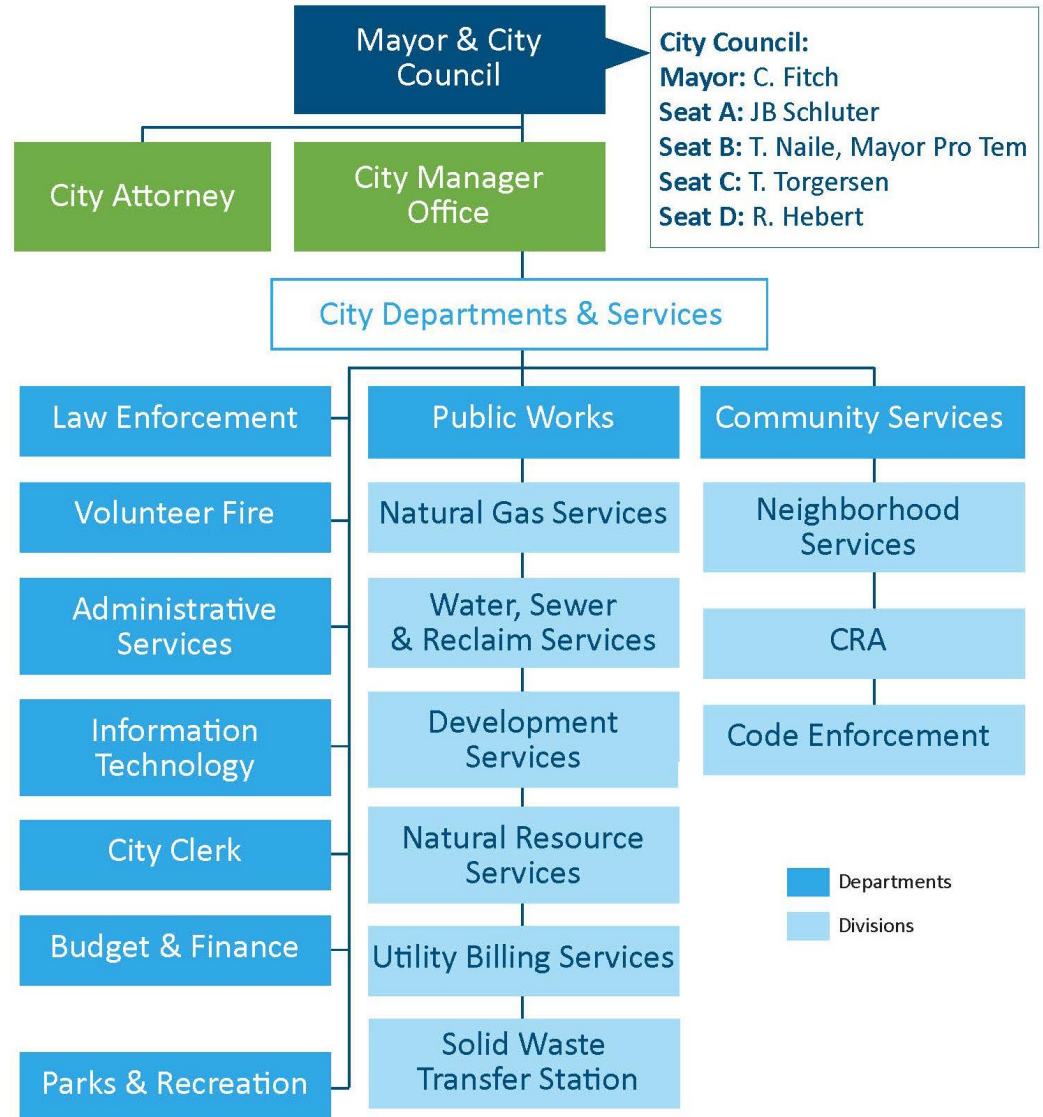 Mayor & City
Council
City Council:
Mayor: C. Fitch
Seat A: JB Schluter
Seat B: T. Naile, Mayor Pro Tem
Seat C: T. Torgersen
Seat D: R. Hebert
City Attorney
City Manager
Office
City Departments & Services
Law Enforcement
Volunteer Fire
Administrative
Services
Information
Technology
City Clerk
Budget & Finance
Parks & Recreation
Public Works
Natural Gas Services
Water, Sewer
& Reclaim Services
Development
Services
Natural Resource
Services
Utility Billing Services
Solid Waste
Transfer Station
Community Services
Neighborhood
Services
CRA
Code Enforcement
Departments
Divisions